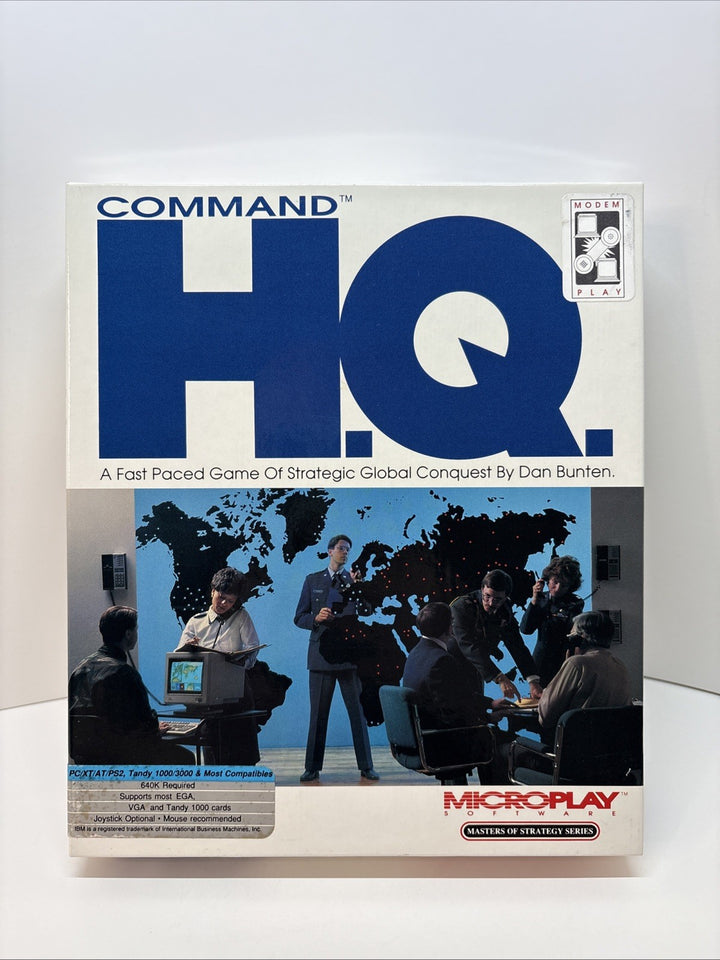 COMMAND™
H.Q.
MODEM
PLAY
A Fast Paced Game Of Strategic Global Conquest By Dan Bunten.
PC/XT/AT/PS2, Tandy 1000/3000 & Most Compatibles
640K Required
Supports most EGA,
VGA and Tandy 1000 cards
Joystick Optional • Mouse recommended
IBM is a registered trademark of International Business Machines, Inc.
MICROPLAY™
SOFTWARE
MASTERS OF STRATEGY SERIES